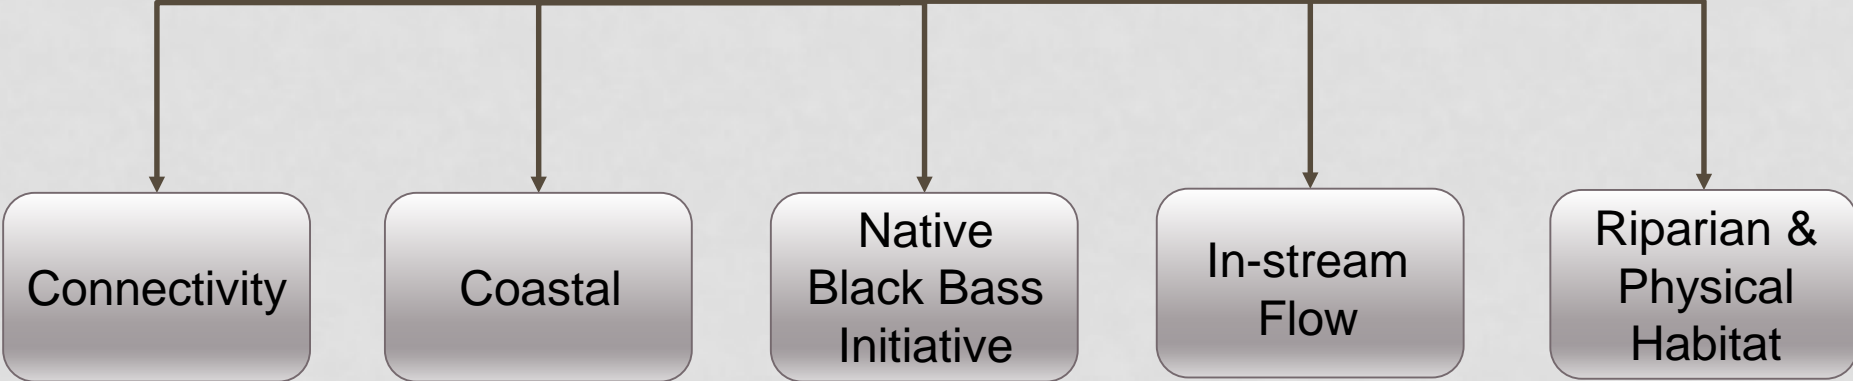 Connectivity
Coastal
Native
Black Bass
Initiative
In-stream
Flow
Riparian &
Physical
Habitat